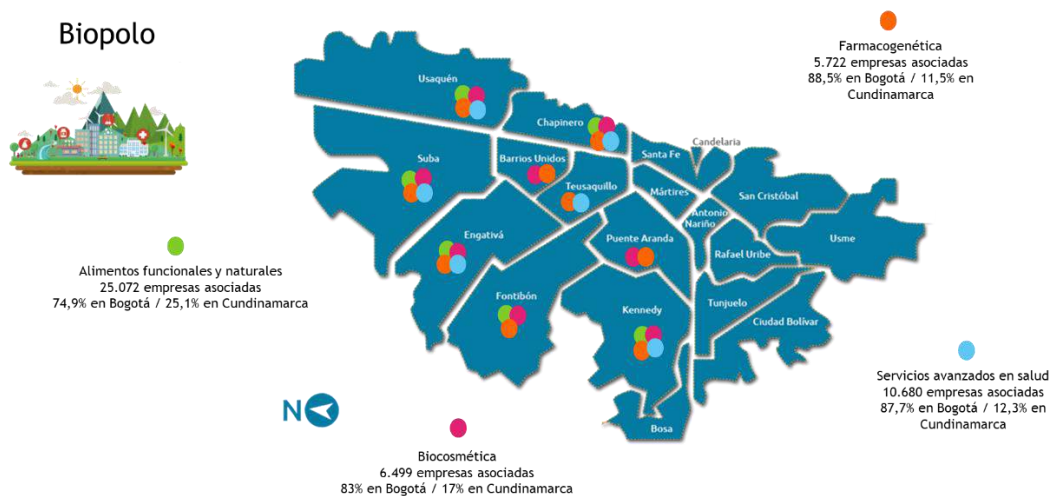 Biopolo
Farmacogenética
5.722 empresas asociadas
88,5% en Bogotá / 11,5% en
Cundinamarca
Usaquén
Chapinero
Candelaria
Santa Fe
Suba
Barrios Unidos
Teusaquillo
Mártires
San Cristóbal
Antonio
Nariño
Engativá
Puente Aranda
Rafael Uribe
Usme
Alimentos funcionales y naturales
25.072 empresas asociadas
74,9% en Bogotá / 25,1% en Cundinamarca
Fontibón
Kennedy
Tunjuelo
Ciudad Bolívar
Servicios avanzados en salud
10.680 empresas asociadas
87,7% en Bogotá / 12,3% en
Cundinamarca
N
Bosa
Biocosmética
6.499 empresas asociadas
83% en Bogotá / 17% en Cundinamarca